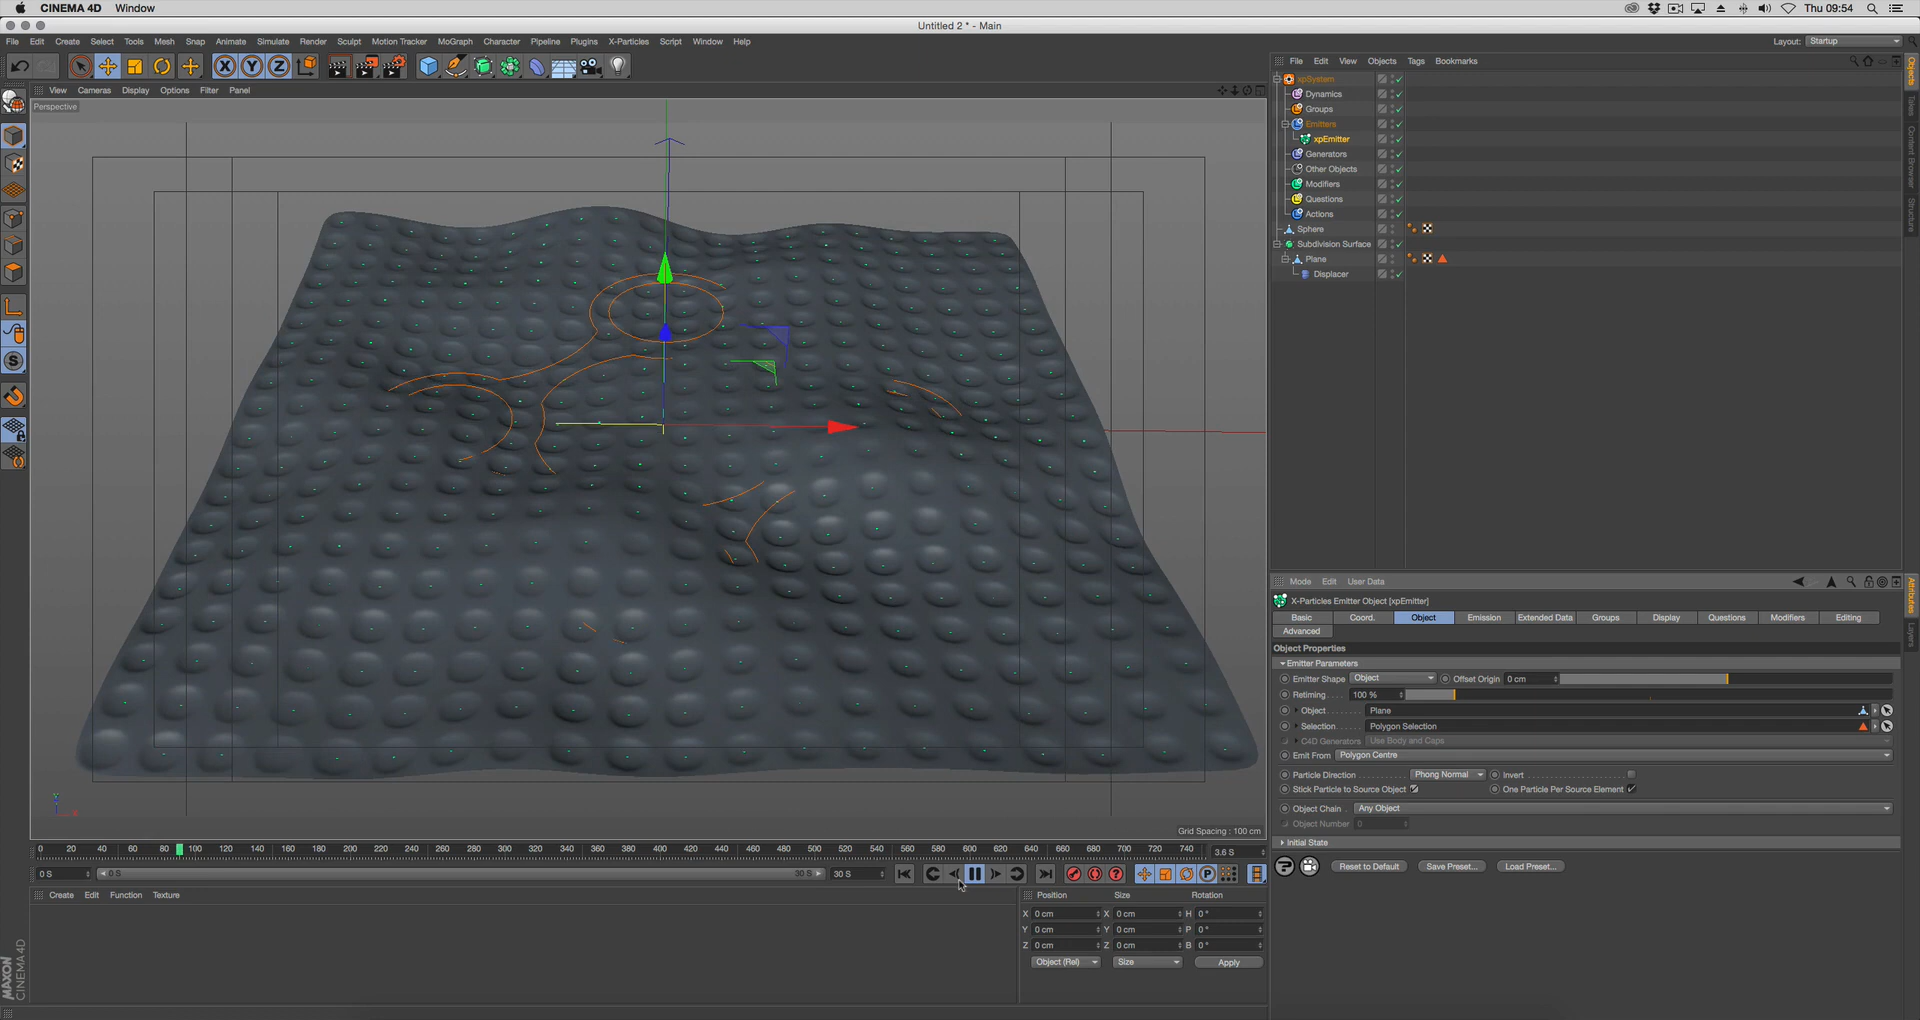 CINEMA 4D Window Thu 09:54
Untitled 2 * - Main
File Edit Create Select Tools Mesh Snap Animate Simulate Render Sculpt Motion Tracker MoGraph Character Pipeline Plugins X-Particles Script Window Help Layout: Startup
View Cameras Display Options Filter Panel
Perspective
File Edit View Objects Tags Bookmarks
xpSystem
Dynamics
Groups
Emitters
xpEmitter
Generators
Other Objects
Modifiers
Questions
Actions
Sphere
Subdivision Surface
Plane
Displacer
Objects
Takes
Content Browser
Structure
Mode Edit User Data
X-Particles Emitter Object [xpEmitter]
Basic Coord. Object Emission Extended Data Groups Display Questions Modifiers Editing
Advanced
Object Properties
Emitter Parameters
Emitter Shape Object Offset Origin 0 cm
Retiming 100 %
Object Plane
Selection Polygon Selection
C4D Generators Use Body and Caps
Emit From Polygon Centre
Particle Direction Phong Normal Invert
Stick Particle to Source Object One Particle Per Source Element
Object Chain Any Object
Object Number 0
Initial State
Reset to Default Save Preset... Load Preset...
Attributes
Layers
Y
X
Grid Spacing : 100 cm
0 20 40 60 80 100 120 140 160 180 200 220 240 260 280 300 320 340 360 380 400 420 440 460 480 500 520 540 560 580 600 620 640 660 680 700 720 740 3.6 S
0 S 0 S 30 S 30 S
Create Edit Function Texture
Position Size Rotation
X 0 cm X 0 cm H 0 °
Y 0 cm Y 0 cm P 0 °
Z 0 cm Z 0 cm B 0 °
Object (Rel) Size Apply
MAXON
CINEMA 4D